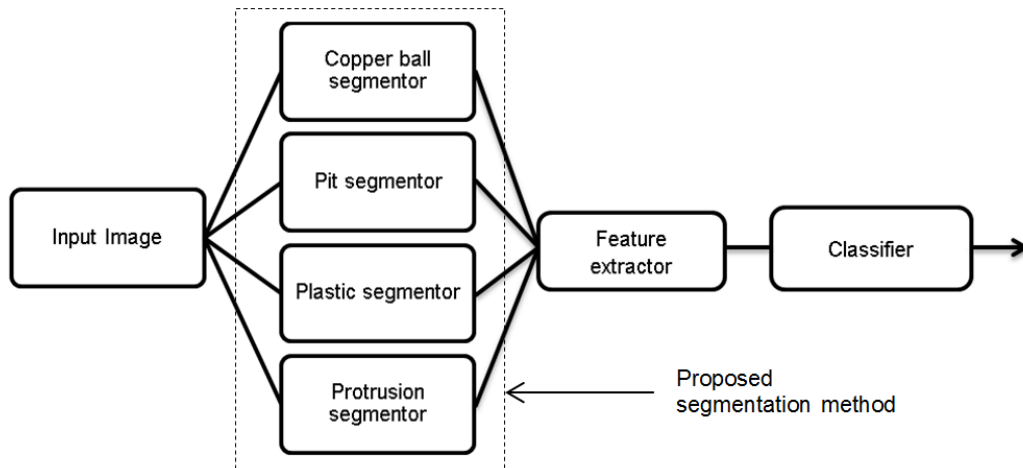 Input Image
Copper ball
segmentor
Pit segmentor
Plastic segmentor
Protrusion
segmentor
Feature
extractor
Classifier
Proposed
segmentation method